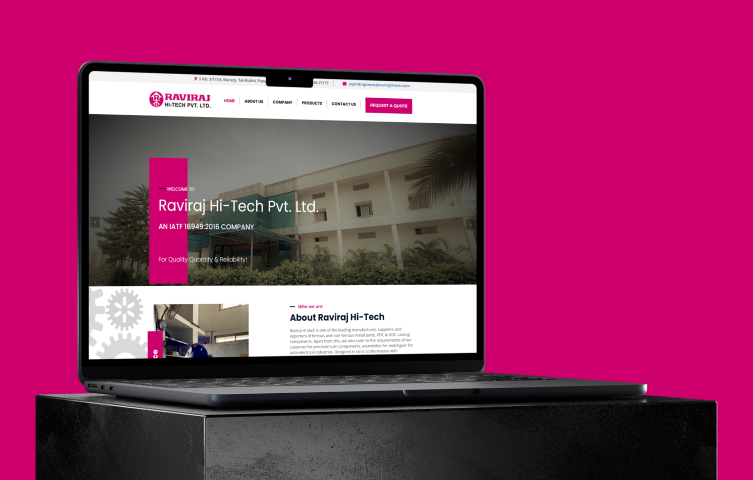 RAVIRAJ
HI-TECH PVT. LTD.
HOME
ABOUT US
COMPANY
PRODUCTS
CONTACT US
REQUEST A QUOTE
WELCOME TO
Raviraj Hi-Tech Pvt. Ltd.
AN IATF 16949:2016 COMPANY
For Quality,Quantity & Reliability!
Who we are
About Raviraj Hi-Tech
Raviraj Hi-tech is one of the leading manufacturers, suppliers and
exporters of ferrous and non-ferrous metal parts, PDC & GDC casting
components. Apart from this, we also cater to the requirements of our
customer for precision turn components, assemblies for switchgear for
auto electrical industries. Designed in strict conformation with